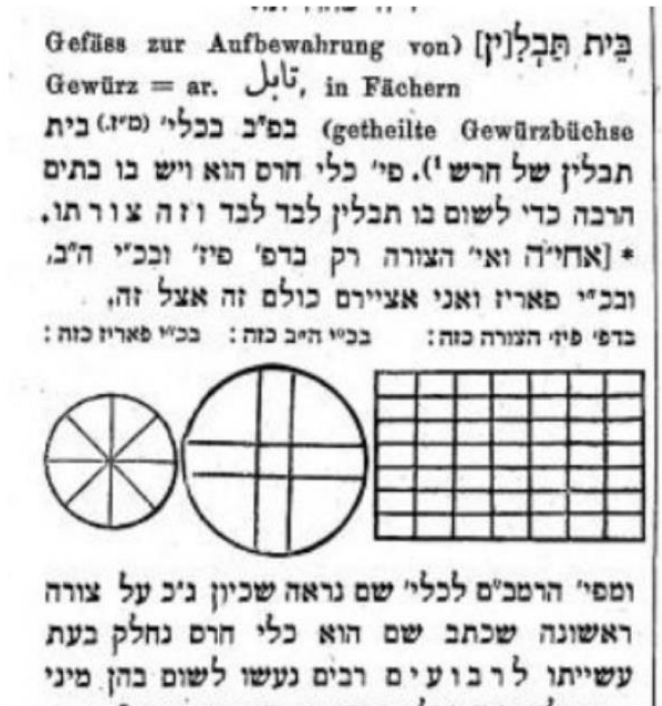 בֵּית תַּבְלִ[ין] (Gefäss zur Aufbewahrung von
Gewürz = ar. تابل, in Fächern
getheilte Gewürzbüchse) בפ״ב בכלי׳ (מ״ז.) בית
תבלין של חרש ¹). פי׳ כלי חרס הוא ויש בו בתים
הרבה כדי לשום בו תבלין לבד לבד וזה צורתו.
* [אחי״ה ואי׳ הצורה רק בדפ׳ פיז׳ ובכ״י ה״ב,
ובכ״י פאריז ואני אציירם כולם זה אצל זה,
בדפ׳ פיז׳ הצורה כזה: בכ״י ה״ב כזה: בכ״י פאריז כזה:
ומפי׳ הרמב״ם לכלי׳ שם נראה שכיון ג״כ על צורה
ראשונה שכתב שם הוא כלי חרס נחלק בעת
עשייתו לרבועים רבים נעשו לשום בהן מיני